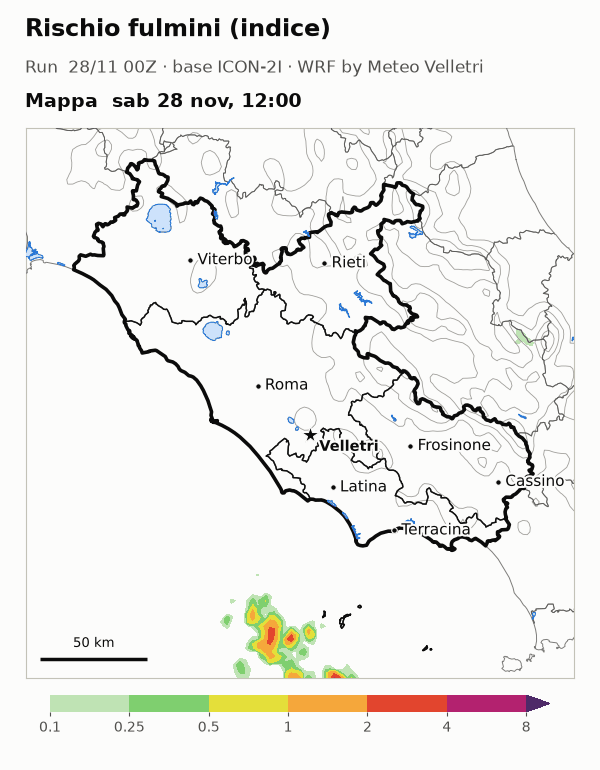 Rischio fulmini (indice)
Run  28/11 00Z · base ICON-2I · WRF by Meteo Velletri
Mappa  sab 28 nov, 12:00
Viterbo
Rieti
Roma
Velletri
Frosinone
Latina
Cassino
Terracina
50 km
0.1 0.25 0.5 1 2 4 8